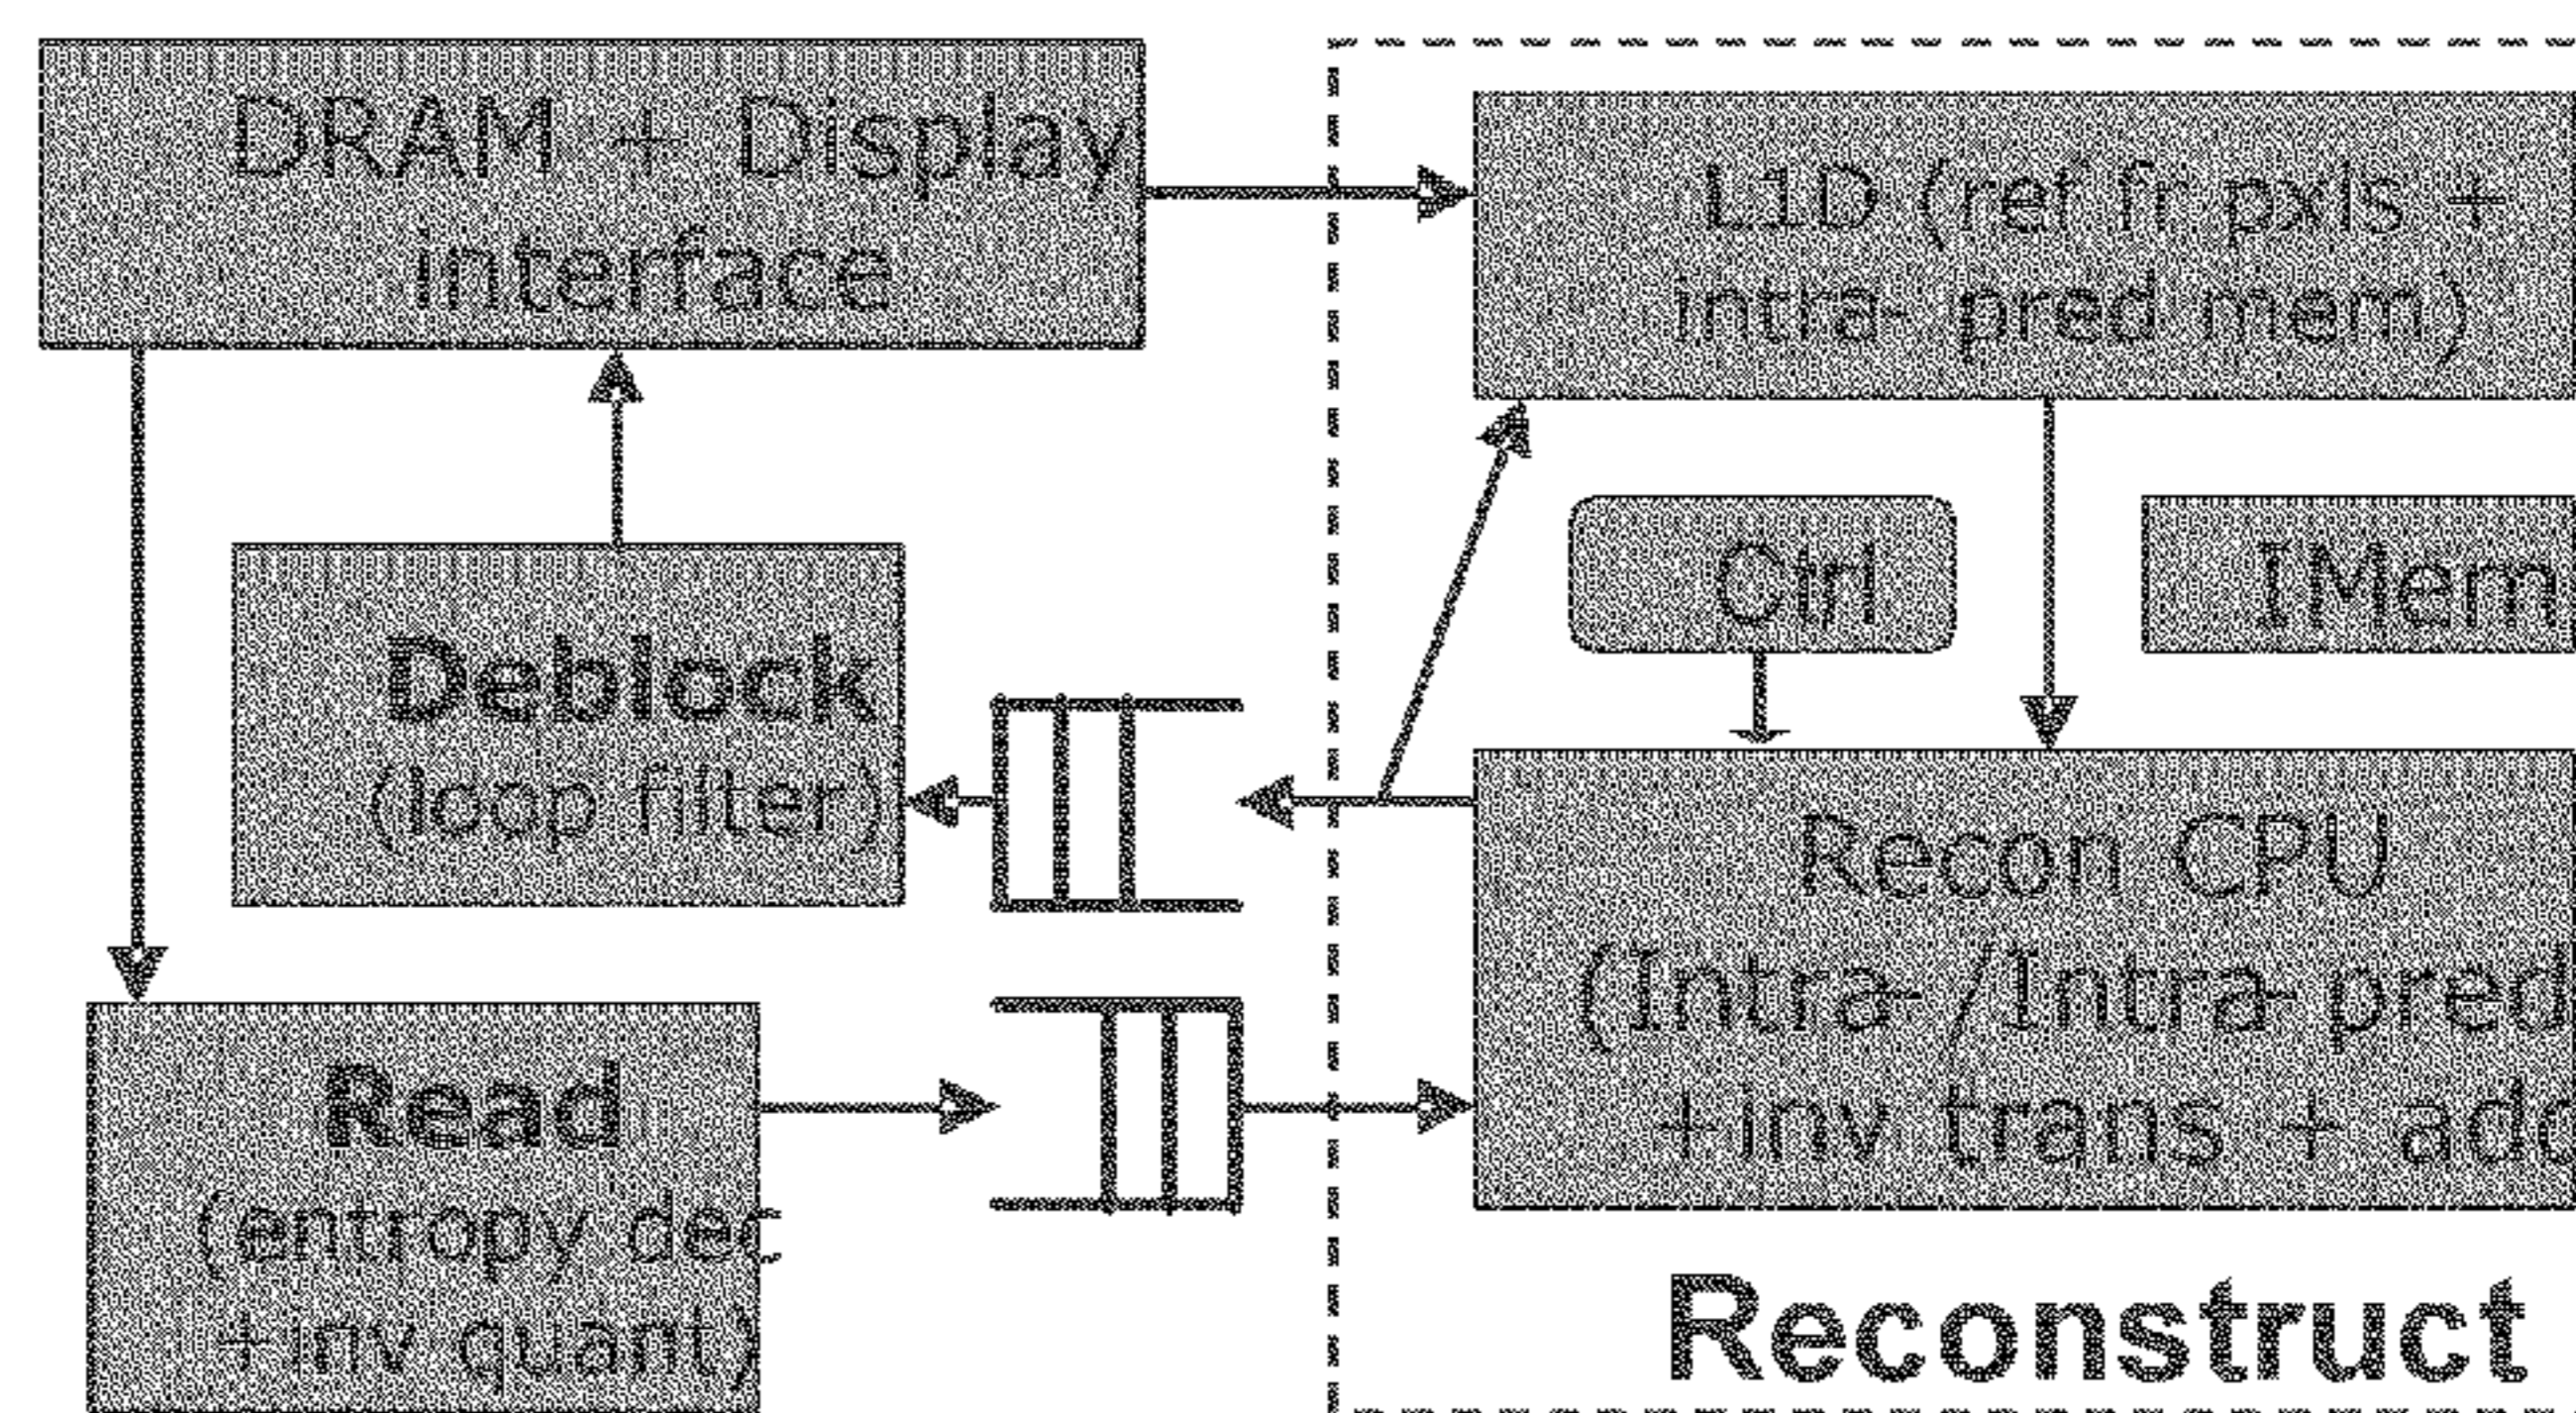 DRAM + Display
interface
L1D (ref fr pxls +
intra- pred mem)
Ctrl
IMem
Deblock
(loop filter)
Recon CPU
(Intra-/Intra-pred
+inv trans + add
Read
(entropy dec
+inv quant)
Reconstruct